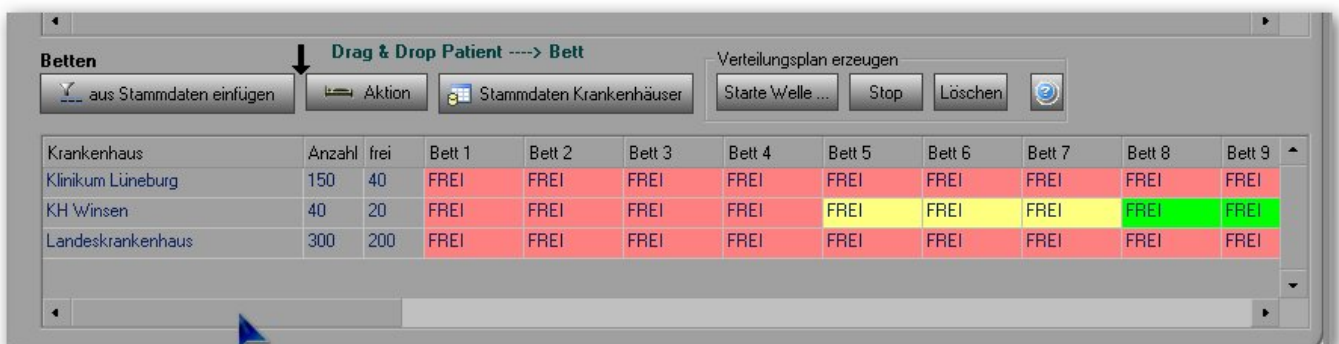 Drag & Drop Patient ----> Bett
Betten
Verteilungsplan erzeugen
aus Stammdaten einfügen Aktion Stammdaten Krankenhäuser Starte Welle ... Stop Löschen
Krankenhaus Anzahl frei Bett 1 Bett 2 Bett 3 Bett 4 Bett 5 Bett 6 Bett 7 Bett 8 Bett 9
Klinikum Lüneburg 150 40 FREI FREI FREI FREI FREI FREI FREI FREI FREI
KH Winsen 40 20 FREI FREI FREI FREI FREI FREI FREI FREI FREI
Landeskrankenhaus 300 200 FREI FREI FREI FREI FREI FREI FREI FREI FREI